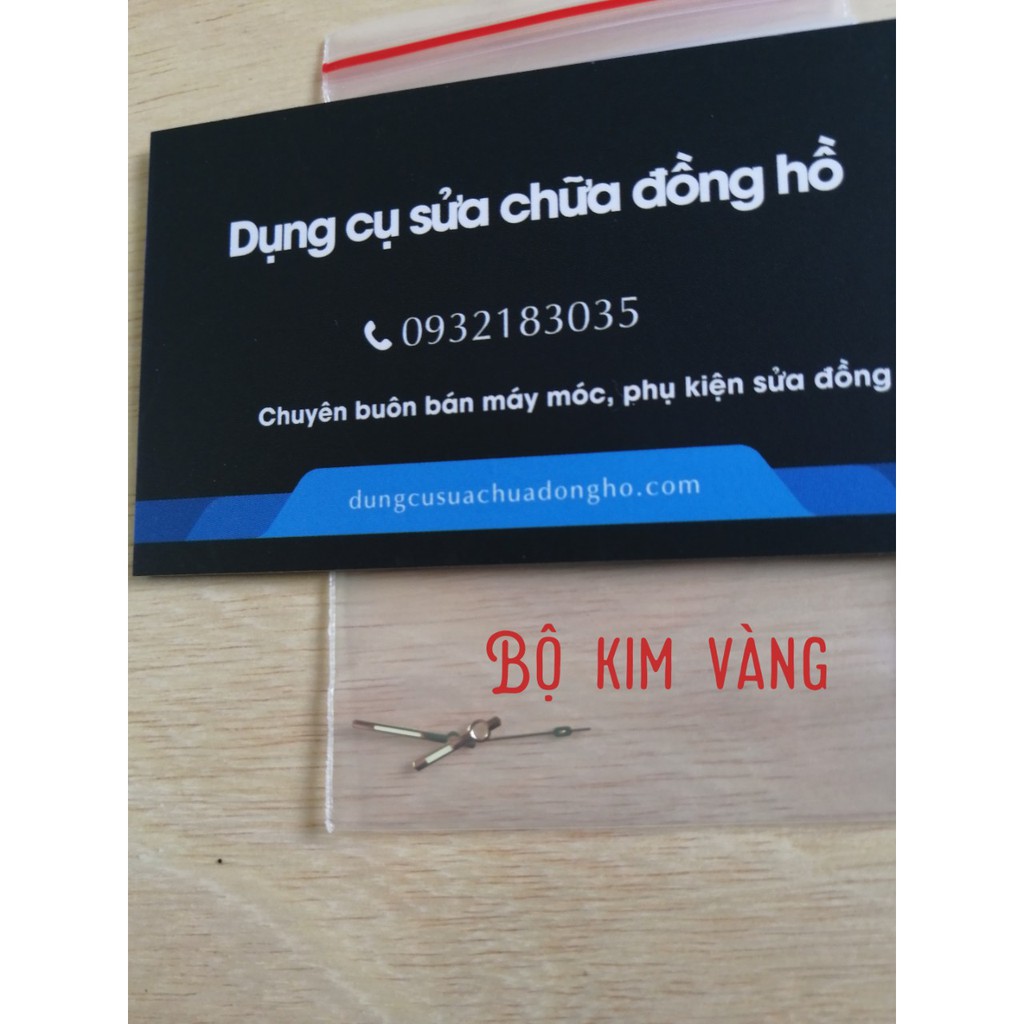 Dụng cụ sửa chữa đồng hồ
0932183035
Chuyên buôn bán máy móc, phụ kiện sửa đồng
dungcusuachuadongho.com
BỘ KIM VÀNG